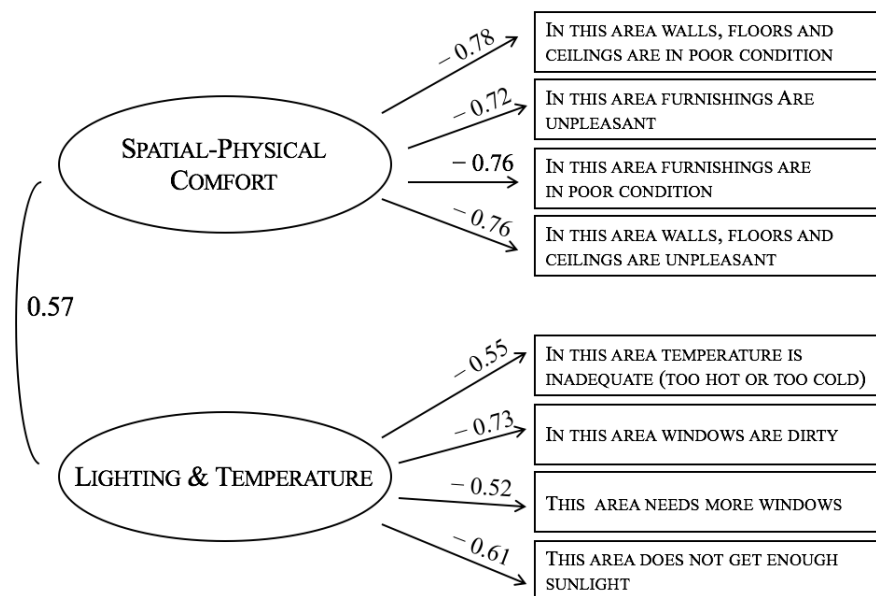 − 0.78
IN THIS AREA WALLS, FLOORS AND
CEILINGS ARE IN POOR CONDITION
− 0.72
IN THIS AREA FURNISHINGS ARE
UNPLEASANT
SPATIAL-PHYSICAL
COMFORT
− 0.76
IN THIS AREA FURNISHINGS ARE
IN POOR CONDITION
− 0.76
IN THIS AREA WALLS, FLOORS AND
CEILINGS ARE UNPLEASANT
0.57
− 0.55
IN THIS AREA TEMPERATURE IS
INADEQUATE (TOO HOT OR TOO COLD)
− 0.73
IN THIS AREA WINDOWS ARE DIRTY
LIGHTING & TEMPERATURE
− 0.52
THIS AREA NEEDS MORE WINDOWS
− 0.61
THIS AREA DOES NOT GET ENOUGH
SUNLIGHT